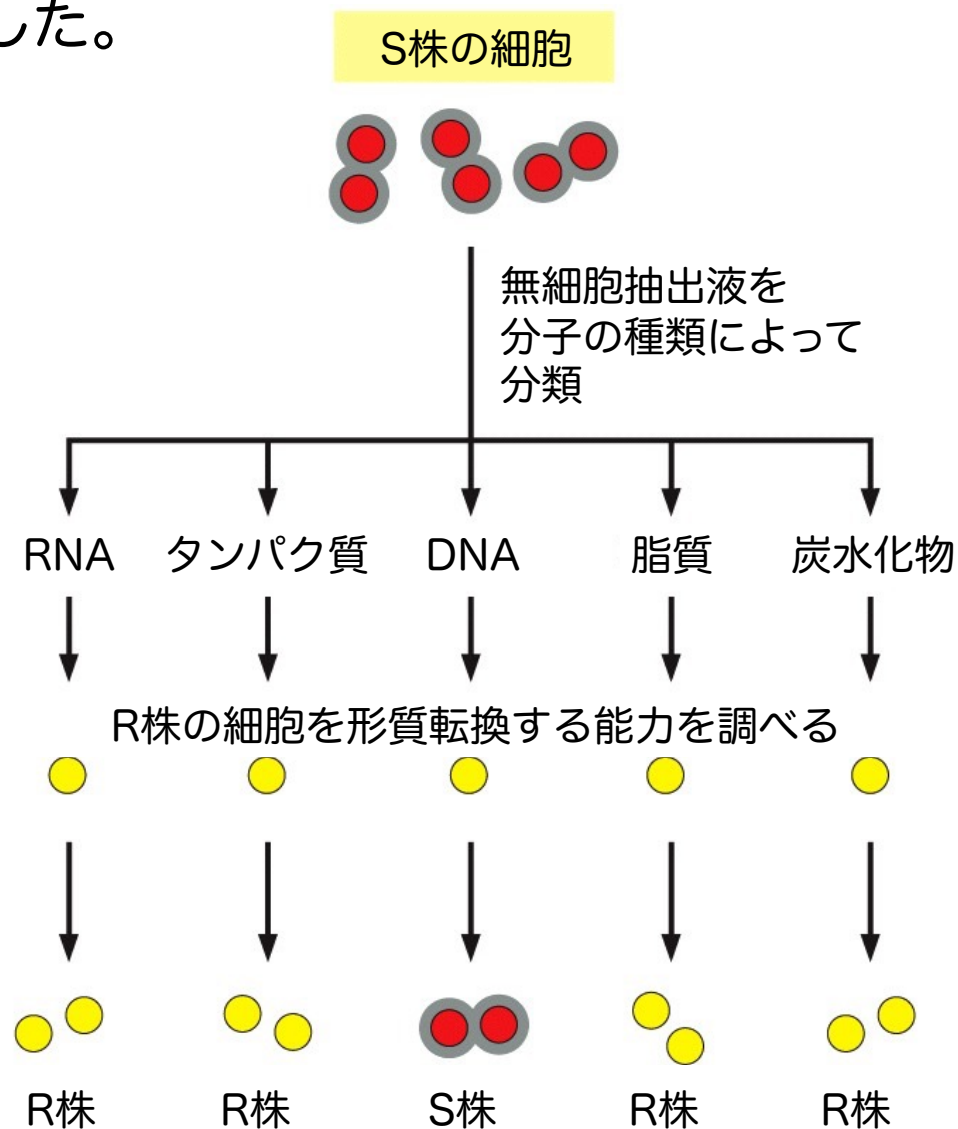 した。
S株の細胞
無細胞抽出液を
分子の種類によって
分類
RNA タンパク質 DNA 脂質 炭水化物
R株の細胞を形質転換する能力を調べる
R株 R株 S株 R株 R株